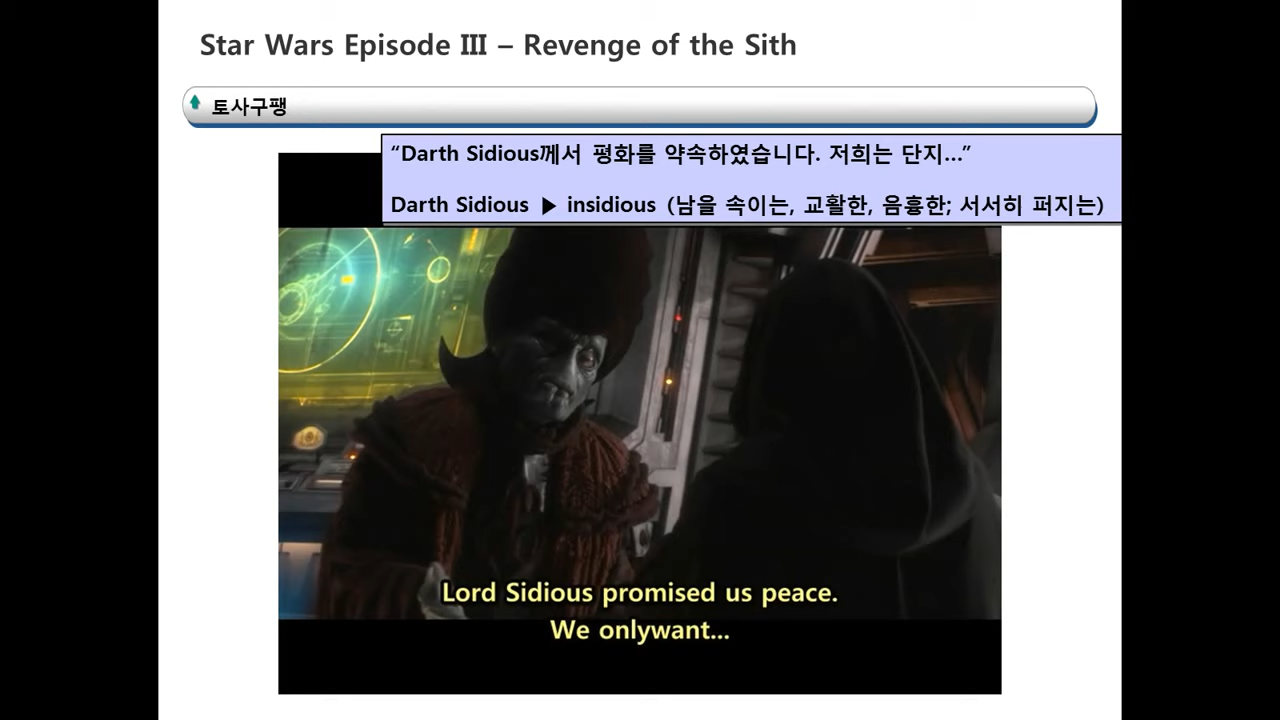 Star Wars Episode III – Revenge of the Sith
토사구팽
“Darth Sidious께서 평화를 약속하였습니다. 저희는 단지...”
Darth Sidious ▶ insidious (남을 속이는, 교활한, 음흉한; 서서히 퍼지는)
Lord Sidious promised us peace.
We onlywant...